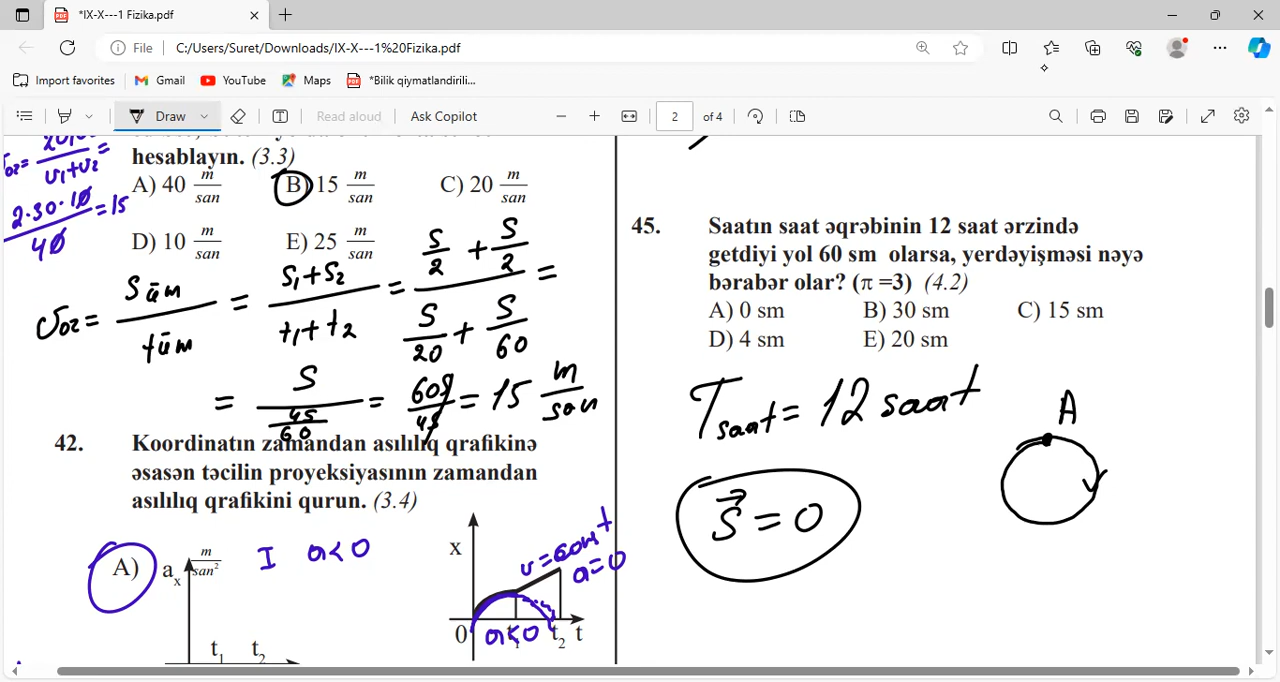 *IX-X---1 Fizika.pdf
File C:/Users/Suret/Downloads/IX-X---1%20Fizika.pdf
Import favorites Gmail YouTube Maps *Bilik qiymatlandirili...
Draw Read aloud Ask Copilot 2 of 4
hesablayın. (3.3)
A) 40 m/san B) 15 m/san C) 20 m/san
D) 10 m/san E) 25 m/san
v1+v2
2·30·10/40=15
Süm/tüm = S1+S2/t1+t2 = S/2 + S/2 / S/20 + S/60 =
= S / 45/60 = = 15 m/san
42. Koordinatın zamandan asılılıq qrafikinə
əsasən təcilin proyeksiyasının zamandan
asılılıq qrafikini qurun. (3.4)
A) ax m/san²
I a<0
t1 t2
x
v=const
a=0
0 a<0 t2 t
45. Saatın saat əqrəbinin 12 saat ərzində
getdiyi yol 60 sm olarsa, yerdəyişməsi nəyə
bərabər olar? (π =3) (4.2)
A) 0 sm B) 30 sm C) 15 sm
D) 4 sm E) 20 sm
Tsaat = 12 saat
A
S = 0